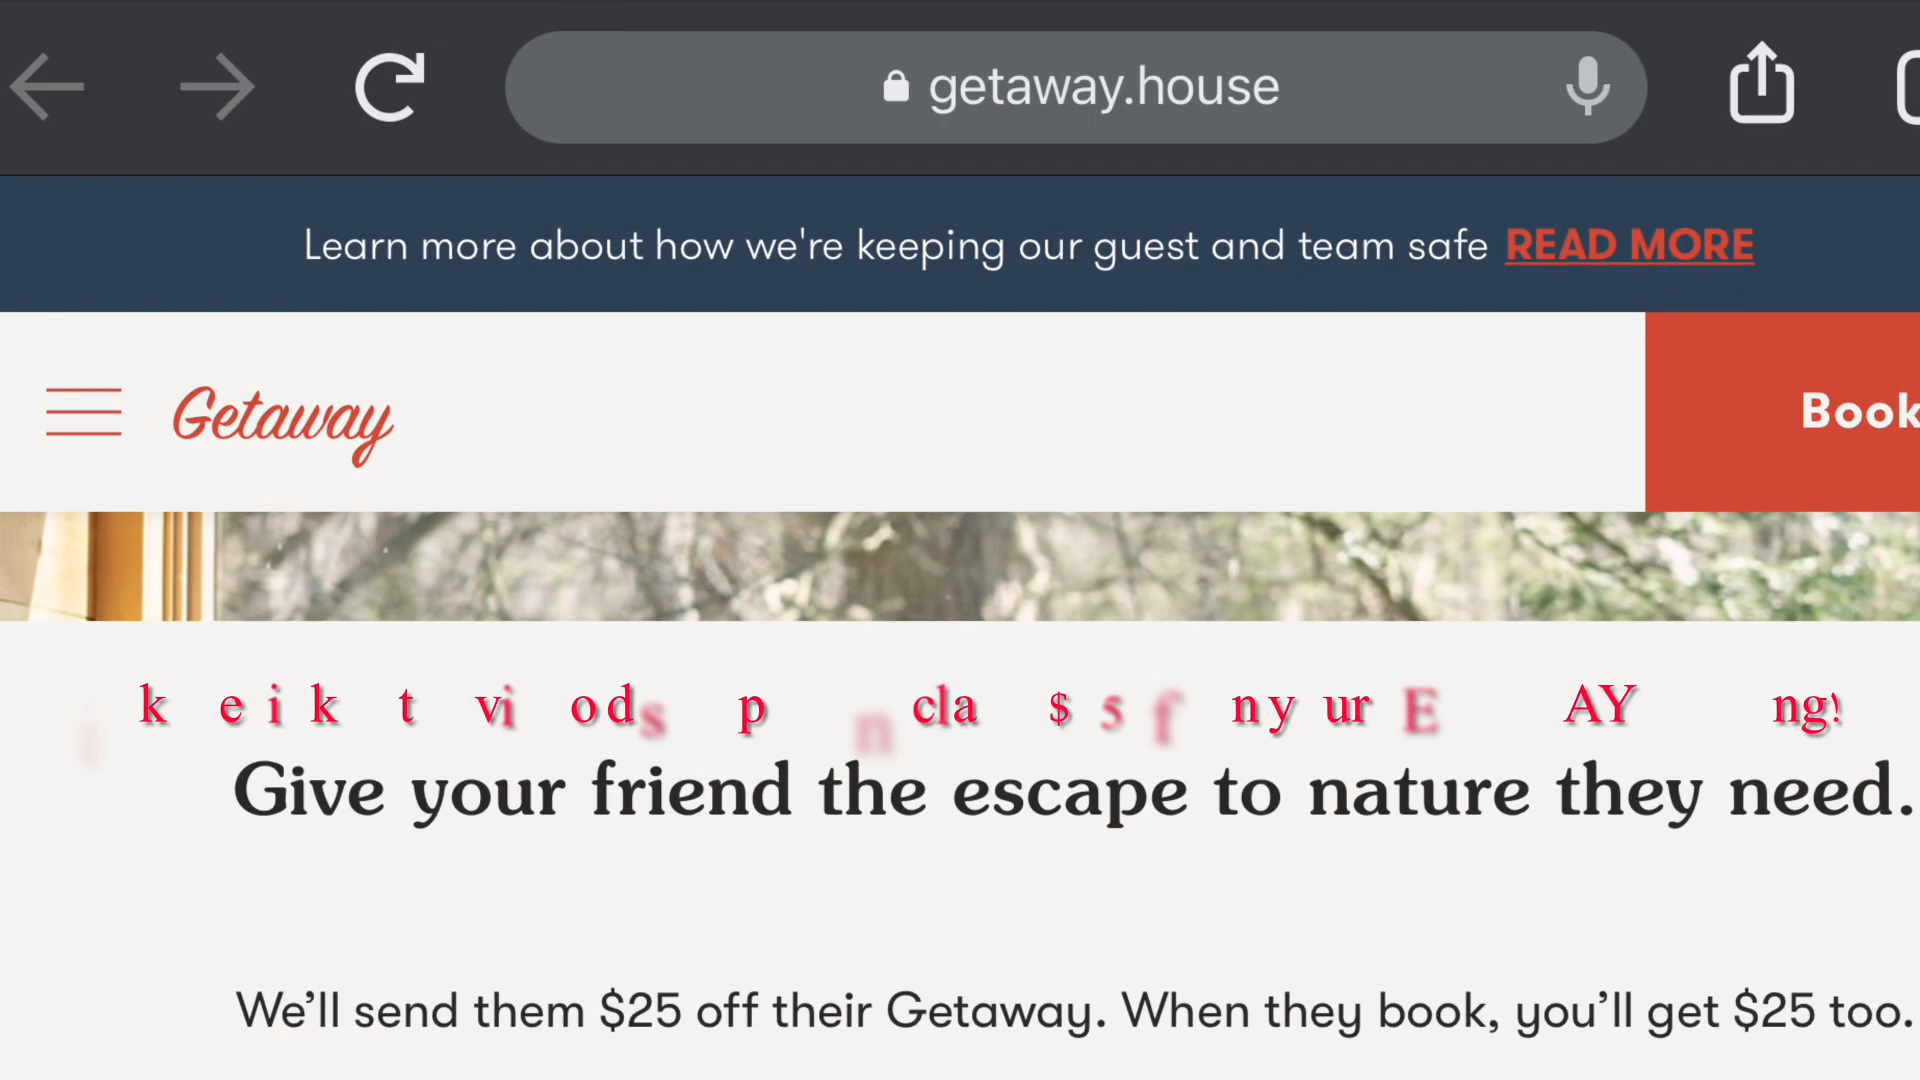 getaway.house
Learn more about how we're keeping our guest and team safe READ MORE
Getaway
Book
Give your friend the escape to nature they need.
We’ll send them $25 off their Getaway. When they book, you’ll get $25 too.